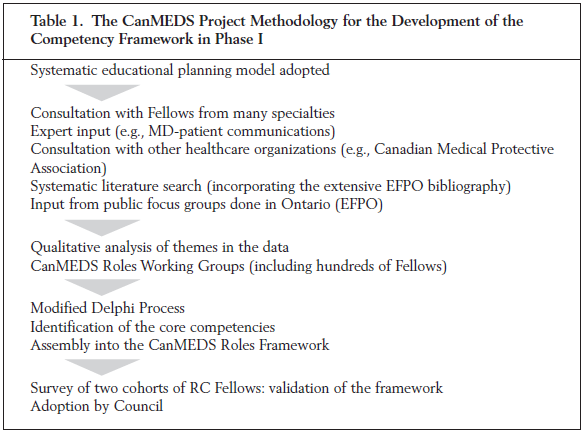 Table 1. The CanMEDS Project Methodology for the Development of the
Competency Framework in Phase I
Systematic educational planning model adopted
Consultation with Fellows from many specialties
Expert input (e.g., MD-patient communications)
Consultation with other healthcare organizations (e.g., Canadian Medical Protective
Association)
Systematic literature search (incorporating the extensive EFPO bibliography)
Input from public focus groups done in Ontario (EFPO)
Qualitative analysis of themes in the data
CanMEDS Roles Working Groups (including hundreds of Fellows)
Modified Delphi Process
Identification of the core competencies
Assembly into the CanMEDS Roles Framework
Survey of two cohorts of RC Fellows: validation of the framework
Adoption by Council